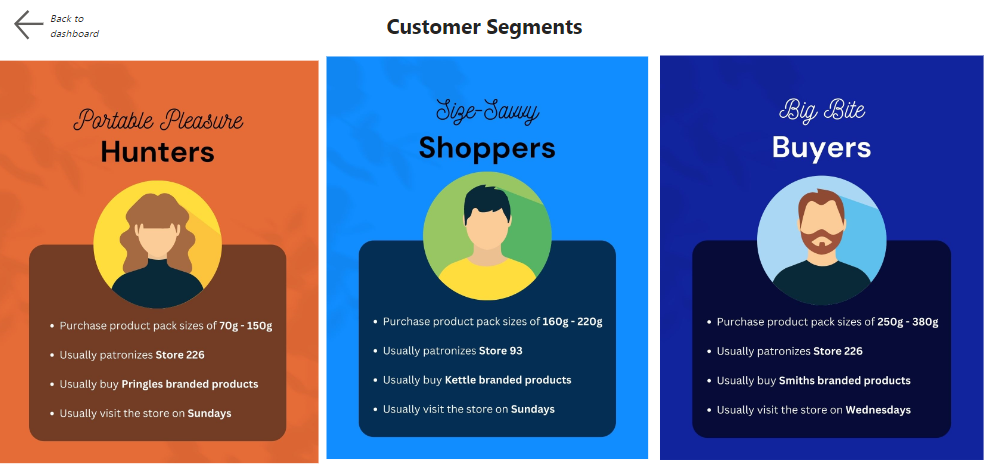 Back to
dashboard
Customer Segments
Portable Pleasure
Hunters
• Purchase product pack sizes of 70g - 150g
• Usually patronizes Store 226
• Usually buy Pringles branded products
• Usually visit the store on Sundays
Size-Savvy
Shoppers
• Purchase product pack sizes of 160g - 220g
• Usually patronizes Store 93
• Usually buy Kettle branded products
• Usually visit the store on Sundays
Big Bite
Buyers
• Purchase product pack sizes of 250g - 380g
• Usually patronizes Store 226
• Usually buy Smiths branded products
• Usually visit the store on Wednesdays